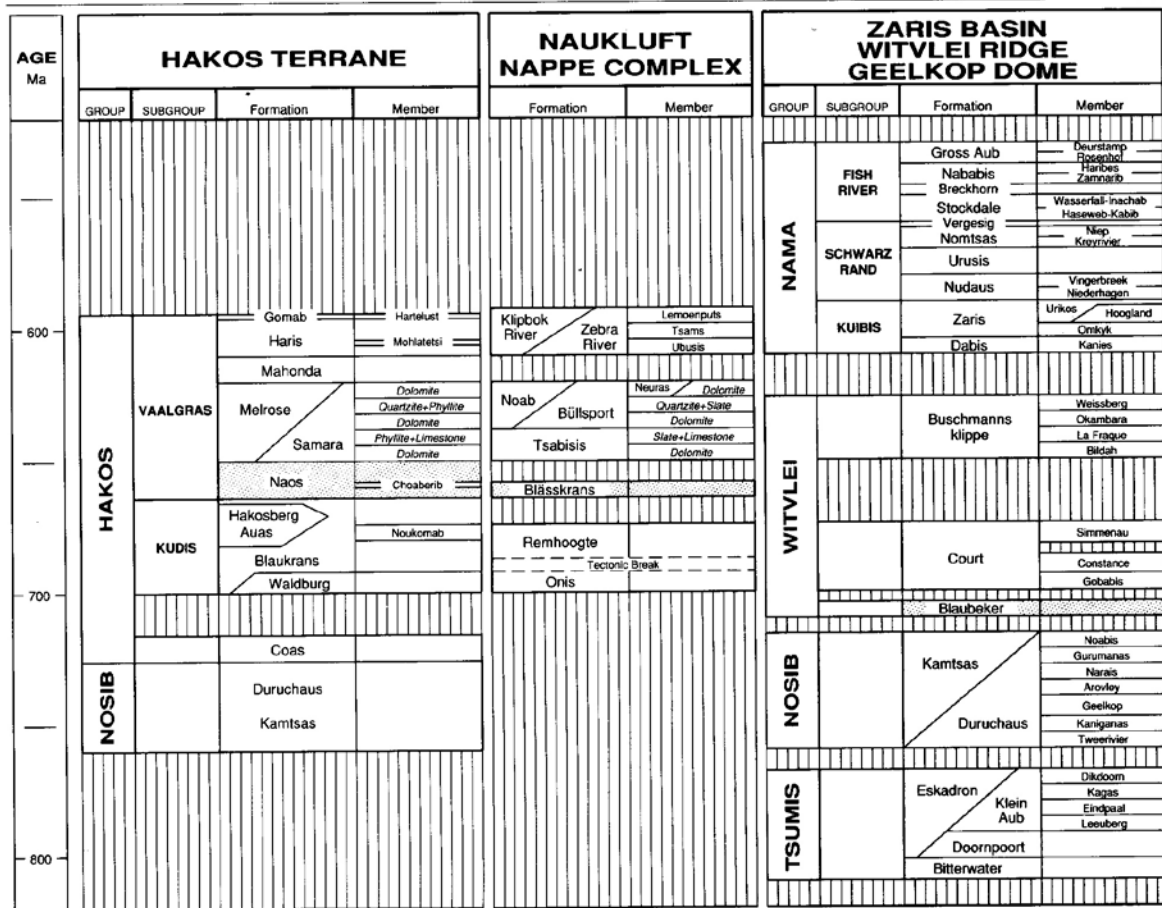 AGE
Ma
600
700
800
HAKOS TERRANE
GROUP SUBGROUP Formation Member
HAKOS
VAALGRAS
Gomab Hartelust
Haris Mohlatetsi
Mahonda
Melrose
Samara
Dolomite
Quartzite+Phyllite
Dolomite
Phyllite+Limestone
Dolomite
Naos Choaberib
KUDIS
Hakosberg
Auas
Noukomab
Blaukrans
Waldburg
Coas
NOSIB
Duruchaus
Kamtsas
NAUKLUFT
NAPPE COMPLEX
Formation Member
Klipbok
River
Zebra
River
Lemoenputs
Tsams
Ubusis
Noab
Büllsport
Neuras Dolomite
Quartzite+Slate
Dolomite
Tsabisis
Slate+Limestone
Dolomite
Blässkrans
Remhoogte
Tectonic Break
Onis
ZARIS BASIN
WITVLEI RIDGE
GEELKOP DOME
GROUP SUBGROUP Formation Member
NAMA
FISH
RIVER
Gross Aub
Deurstamp
Rosenhof
Nababis
Haribes
Zamnarib
Breckhorn
Stockdale
Wasserfall-Inachab
Haseweb-Kabib
SCHWARZ
RAND
Vergesig
Nomtsas
Niep
Kreyrivier
Urusis
Nudaus
Vingerbreek
Niederhagen
KUIBIS
Zaris
Urikos Hoogland
Omkyk
Dabis Kanies
WITVLEI
Buschmanns
klippe
Weissberg
Okambara
La Fraque
Bildah
Court
Simmenau
Constance
Gobabis
Blaubeker
NOSIB
Kamtsas
Duruchaus
Noabis
Gurumanas
Narais
Arovley
Geelkop
Kaniganas
Tweerivier
TSUMIS
Eskadron
Klein
Aub
Dikdoorn
Kagas
Eindpaal
Leeuberg
Doornpoort
Bitterwater